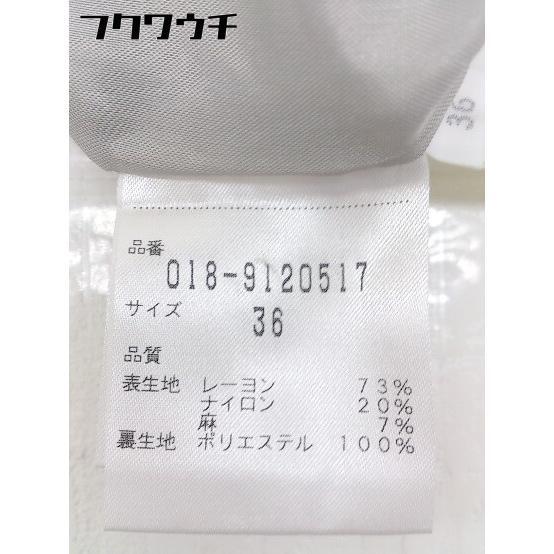 フクワウチ
36
品番
018-9120517
サイズ
36
品質
表生地 レーヨン 73%
ナイロン 20%
麻 7%
裏生地 ポリエステル 100%